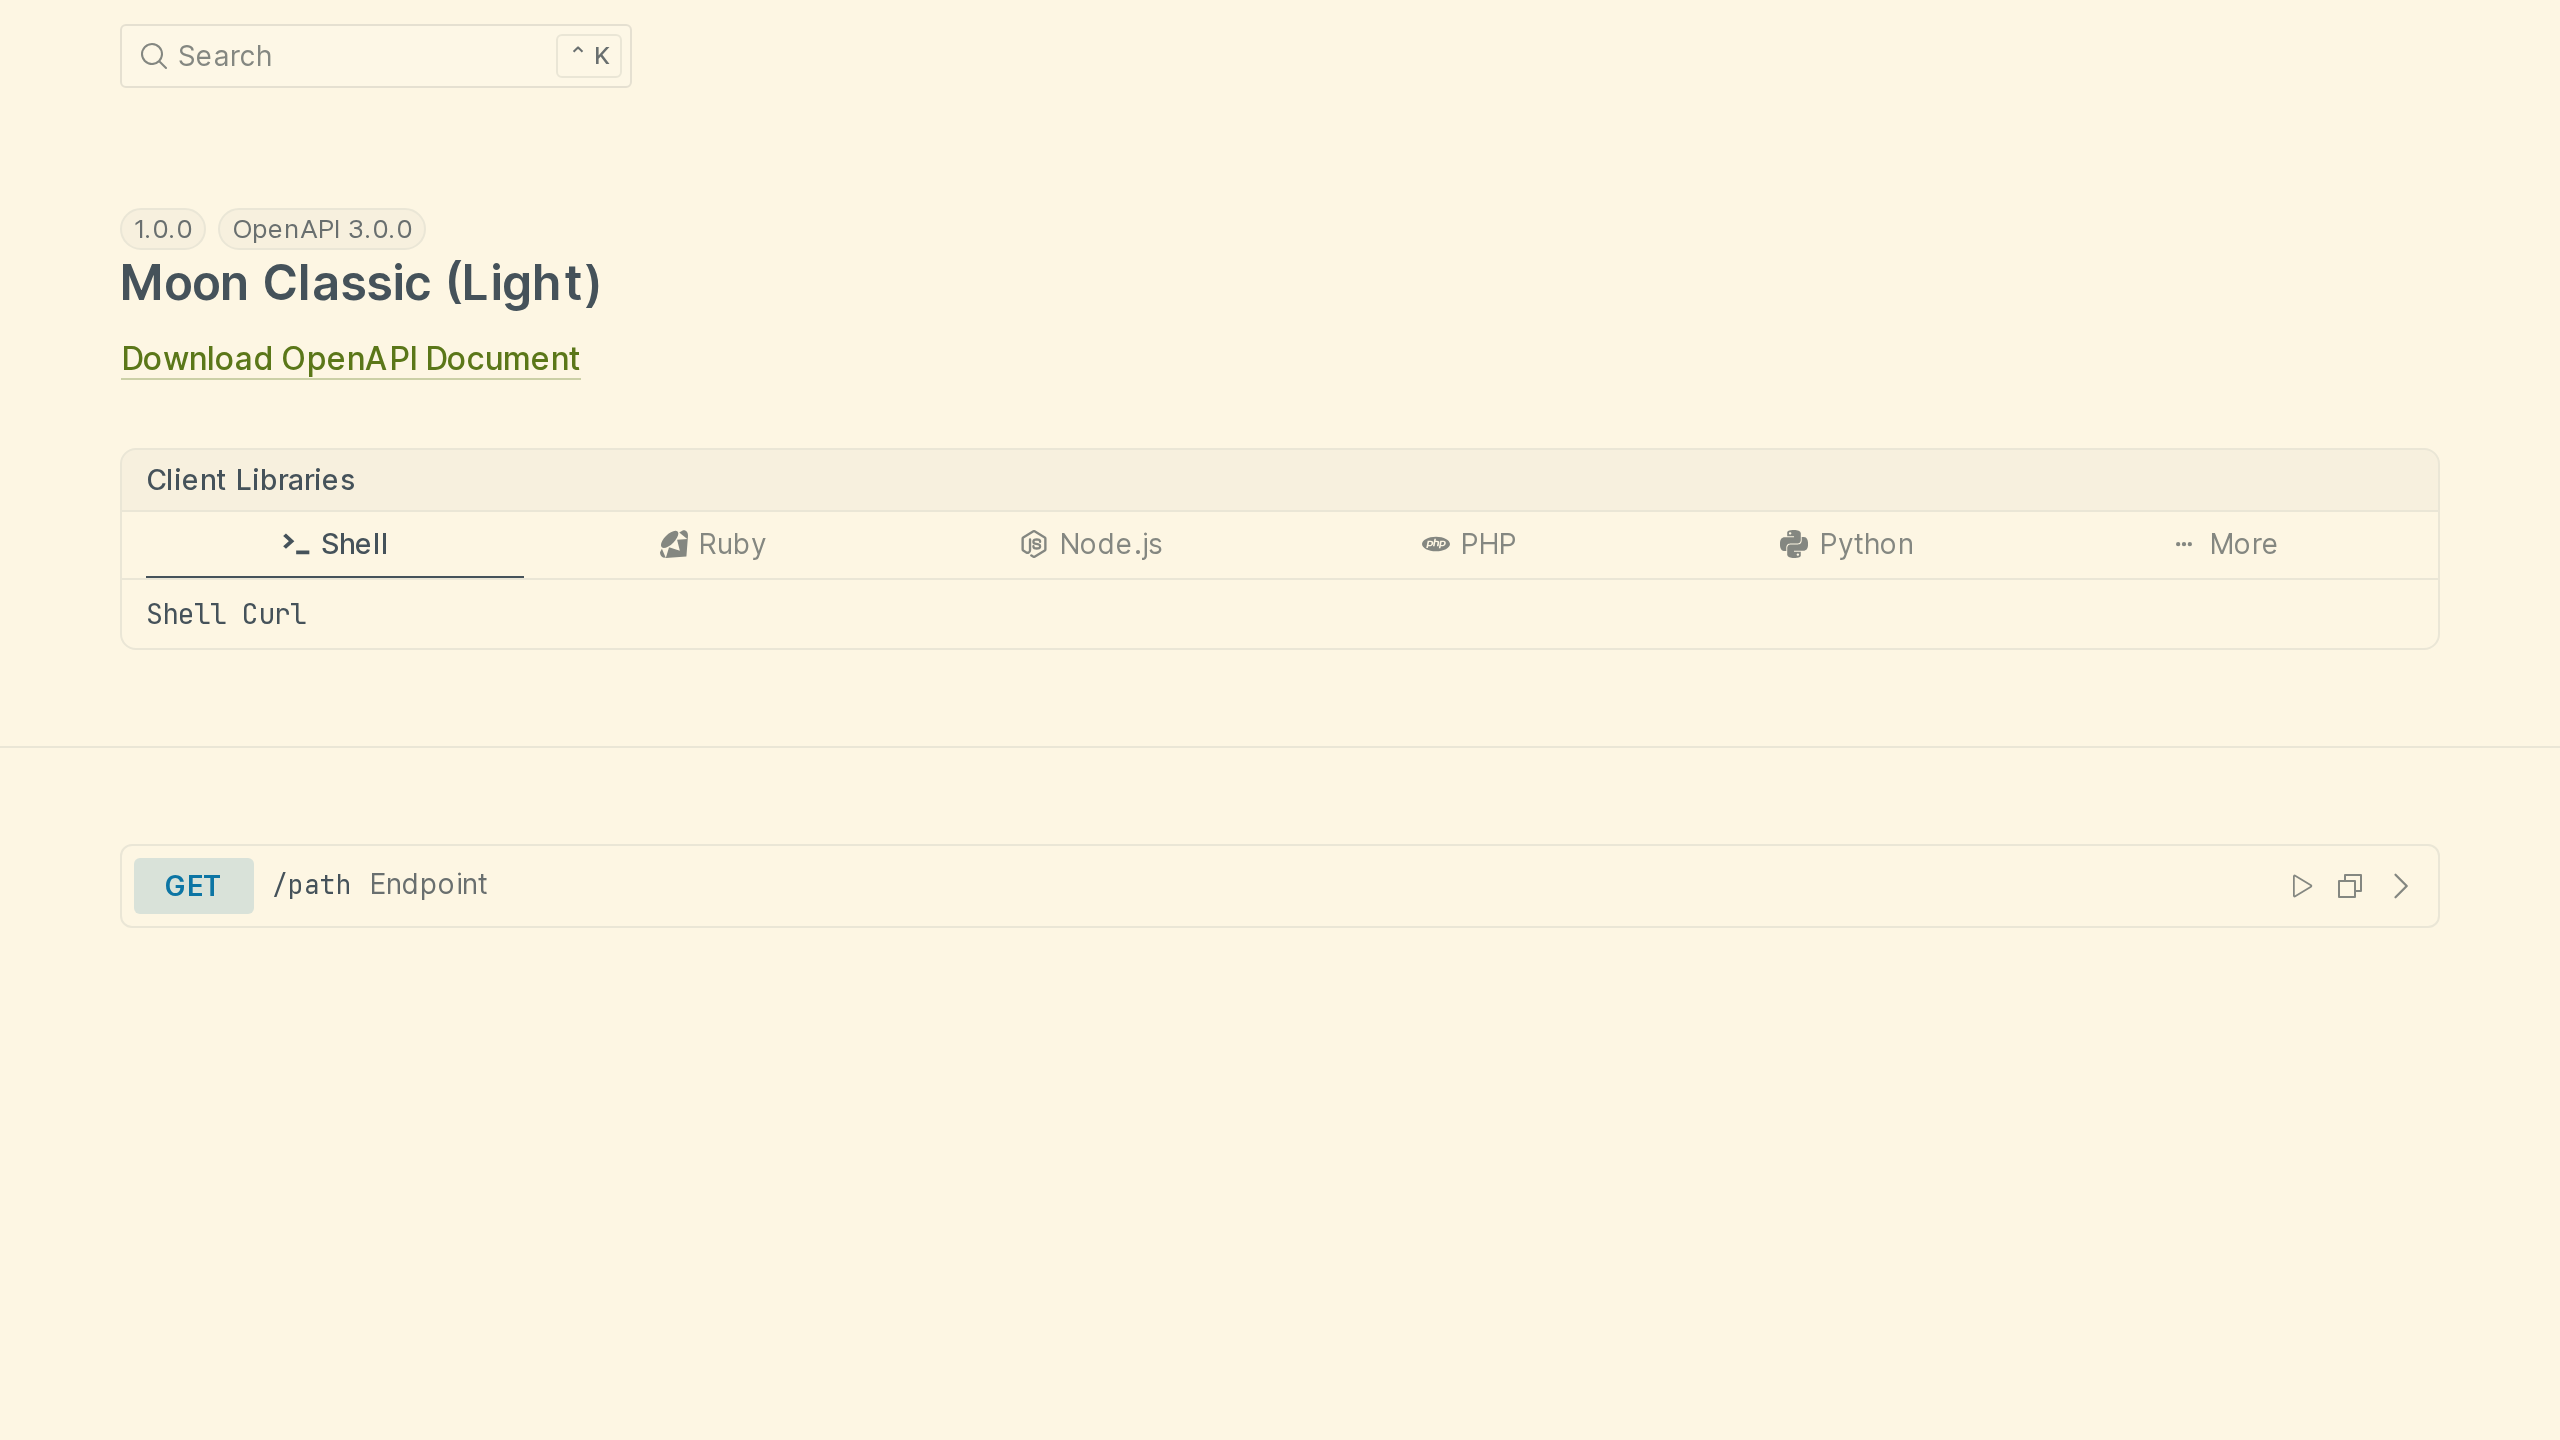 Search ⌃ K
1.0.0 OpenAPI 3.0.0
Moon Classic (Light)
Download OpenAPI Document
Client Libraries
Shell Ruby Node.js PHP Python More
Shell Curl
GET /path Endpoint